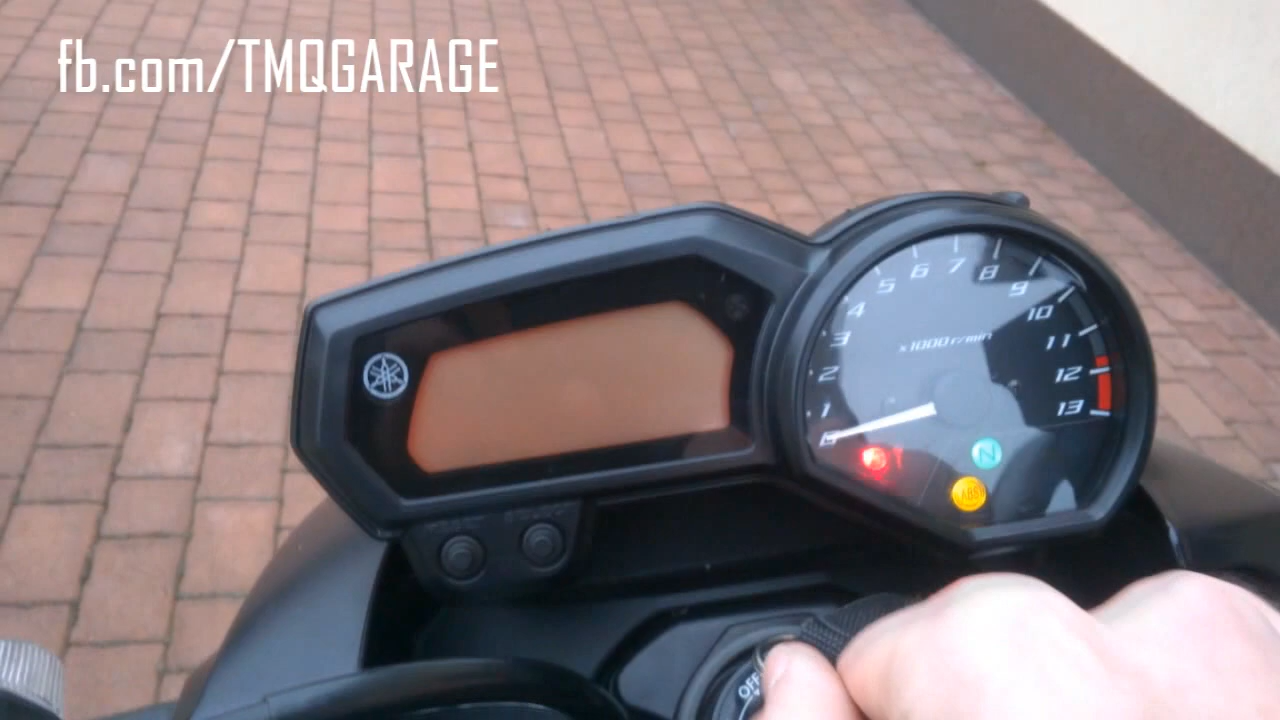 fb.com/TMQGARAGE
4 5 6 7 8 9
3 x1000 r/min 10
2 11
1 12
0 13
N
ABS
OFF